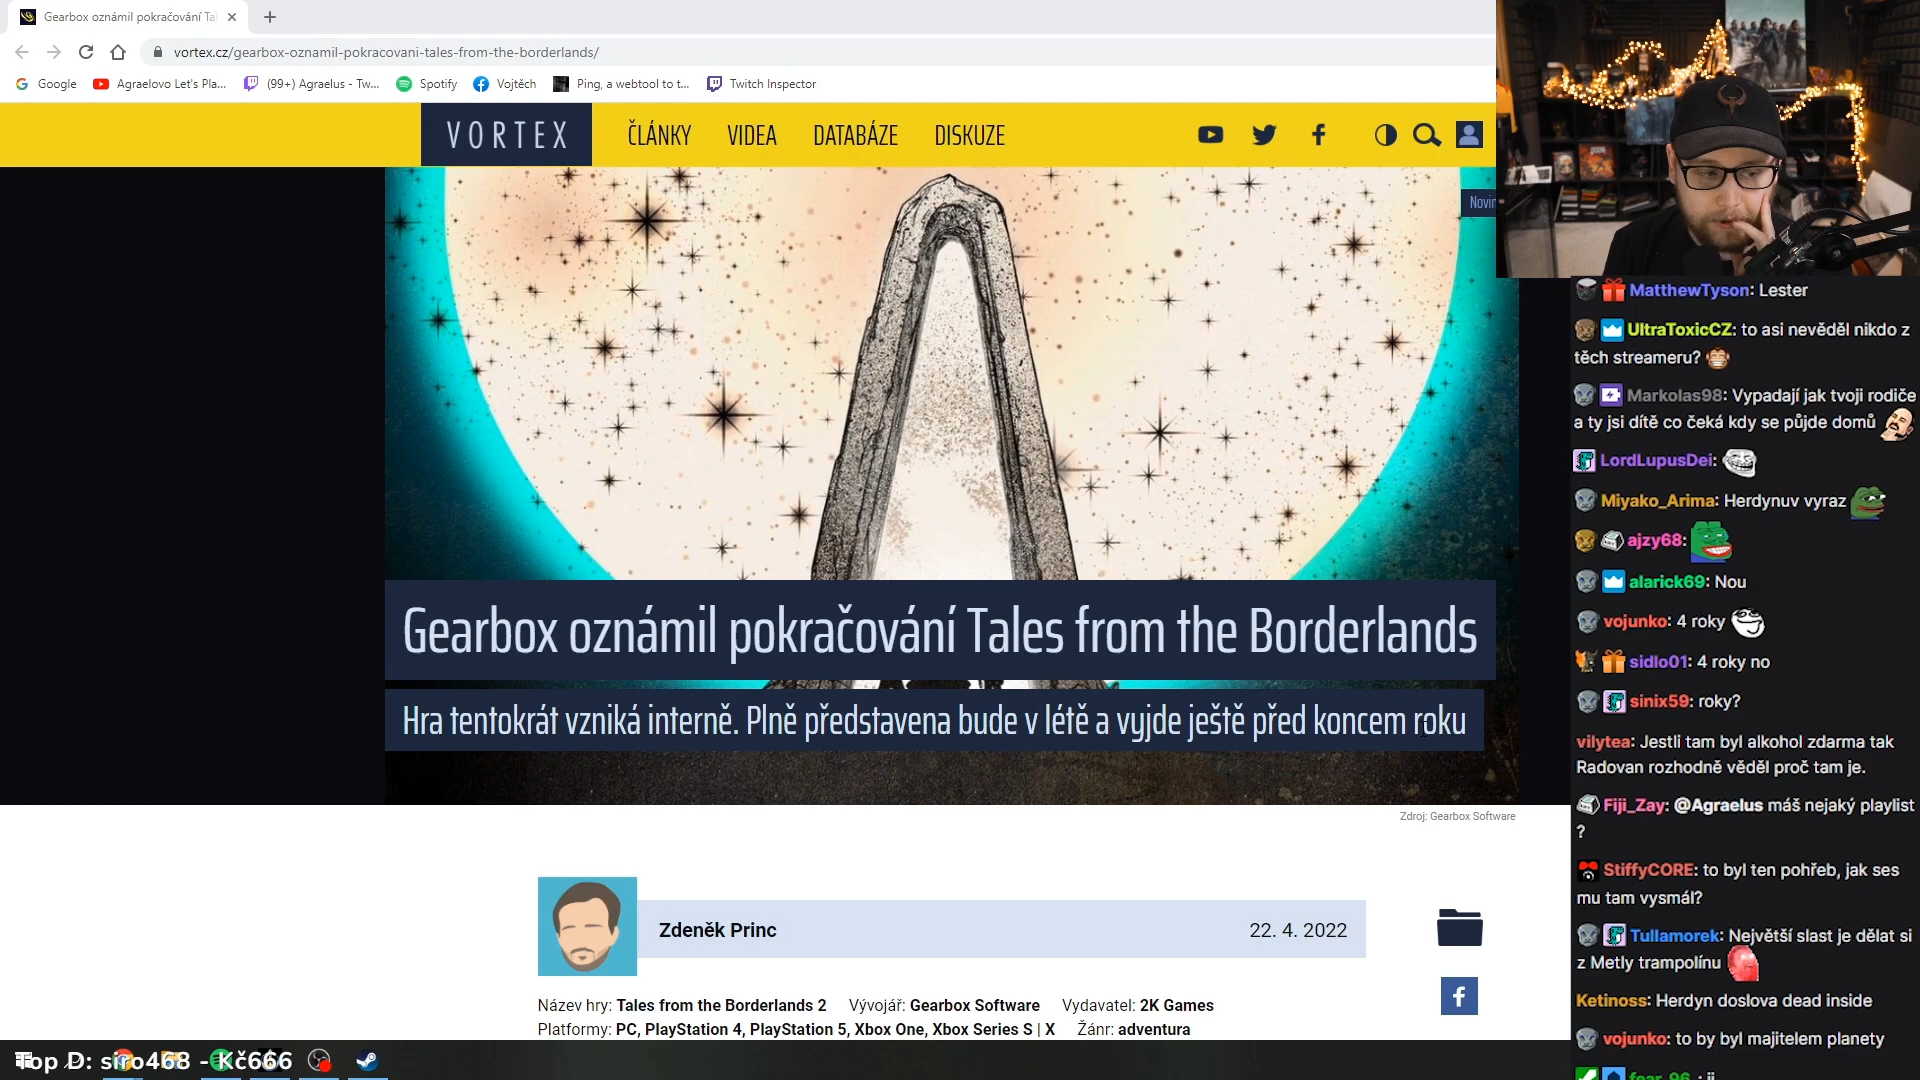 Gearbox oznámil pokračování Ta
vortex.cz/gearbox-oznamil-pokracovani-tales-from-the-borderlands/
Google
Agraelovo Let's Pla...
(99+) Agraelus - Tw...
Spotify
Vojtěch
Ping, a webtool to t...
Twitch Inspector
VORTEX
ČLÁNKY
VIDEA
DATABÁZE
DISKUZE
Gearbox oznámil pokračování Tales from the Borderlands
Hra tentokrát vzniká interně. Plně představena bude v létě a vyjde ještě před koncem roku
Zdroj: Gearbox Software
Zdeněk Princ
22. 4. 2022
Název hry: Tales from the Borderlands 2 Vývojář: Gearbox Software Vydavatel: 2K Games
Platformy: PC, PlayStation 4, PlayStation 5, Xbox One, Xbox Series S | X Žánr: adventura
Top D: siro468 - Kč666
MatthewTyson: Lester
UltraToxicCZ: to asi nevěděl nikdo z
těch streameru?
Markolas98: Vypadají jak tvoji rodiče
a ty jsi dítě co čeká kdy se půjde domů
LordLupusDei:
Miyako_Arima: Herdynuv vyraz
ajzy68:
alarick69: Nou
vojunko: 4 roky
sidlo01: 4 roky no
sinix59: roky?
vilytea: Jestli tam byl alkohol zdarma tak
Radovan rozhodně věděl proč tam je.
Fiji_Zay: @Agraelus máš nejaký playlist
?
StiffyCORE: to byl ten pohřeb, jak ses
mu tam vysmál?
Tullamorek: Největší slast je dělat si
z Metly trampolínu
Ketinoss: Herdyn doslova dead inside
vojunko: to by byl majitelem planety